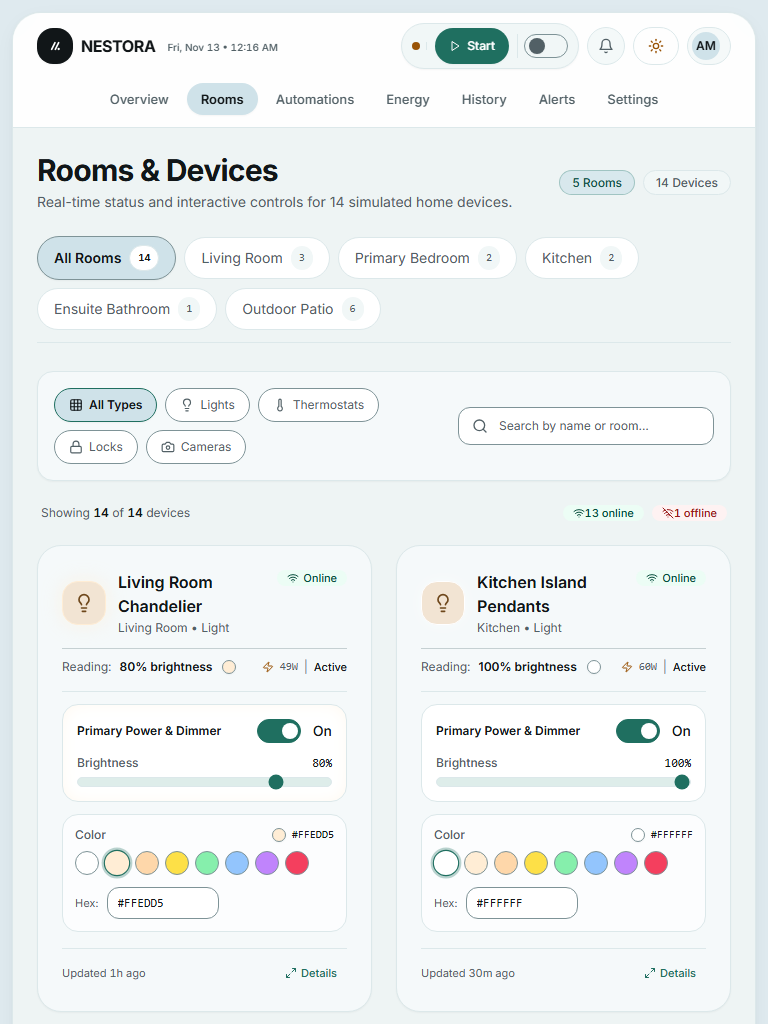 NESTORA
Fri, Nov 13 • 12:16 AM
Start
AM
Overview
Rooms
Automations
Energy
History
Alerts
Settings
Rooms & Devices
Real-time status and interactive controls for 14 simulated home devices.
5 Rooms
14 Devices
All Rooms 14
Living Room 3
Primary Bedroom 2
Kitchen 2
Ensuite Bathroom 1
Outdoor Patio 6
All Types
Lights
Thermostats
Locks
Cameras
Search by name or room...
Showing 14 of 14 devices
13 online
1 offline
Living Room
Chandelier
Online
Living Room • Light
Reading: 80% brightness
49W | Active
Primary Power & Dimmer
On
Brightness
80%
Color
#FFEDD5
Hex: #FFEDD5
Updated 1h ago
Details
Kitchen Island
Pendants
Online
Kitchen • Light
Reading: 100% brightness
60W | Active
Primary Power & Dimmer
On
Brightness
100%
Color
#FFFFFF
Hex: #FFFFFF
Updated 30m ago
Details